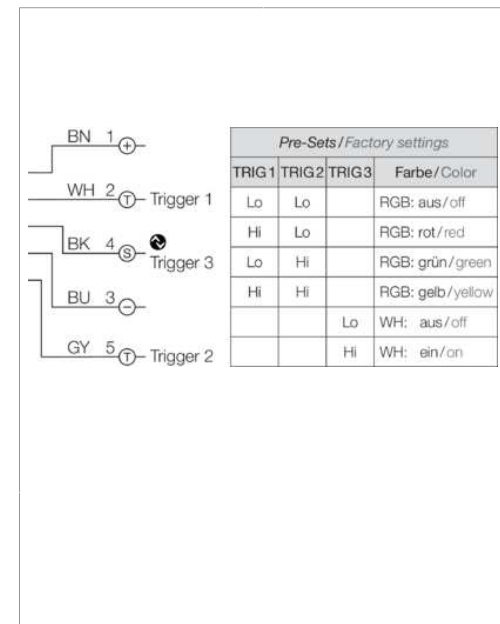 BN 1 +
WH 2 T Trigger 1
BK 4 S Trigger 3
BU 3 −
GY 5 T Trigger 2
Pre-Sets/Factory settings
TRIG1 TRIG2 TRIG3 Farbe/Color
Lo Lo RGB: aus/off
Hi Lo RGB: rot/red
Lo Hi RGB: grün/green
Hi Hi RGB: gelb/yellow
Lo WH: aus/off
Hi WH: ein/on